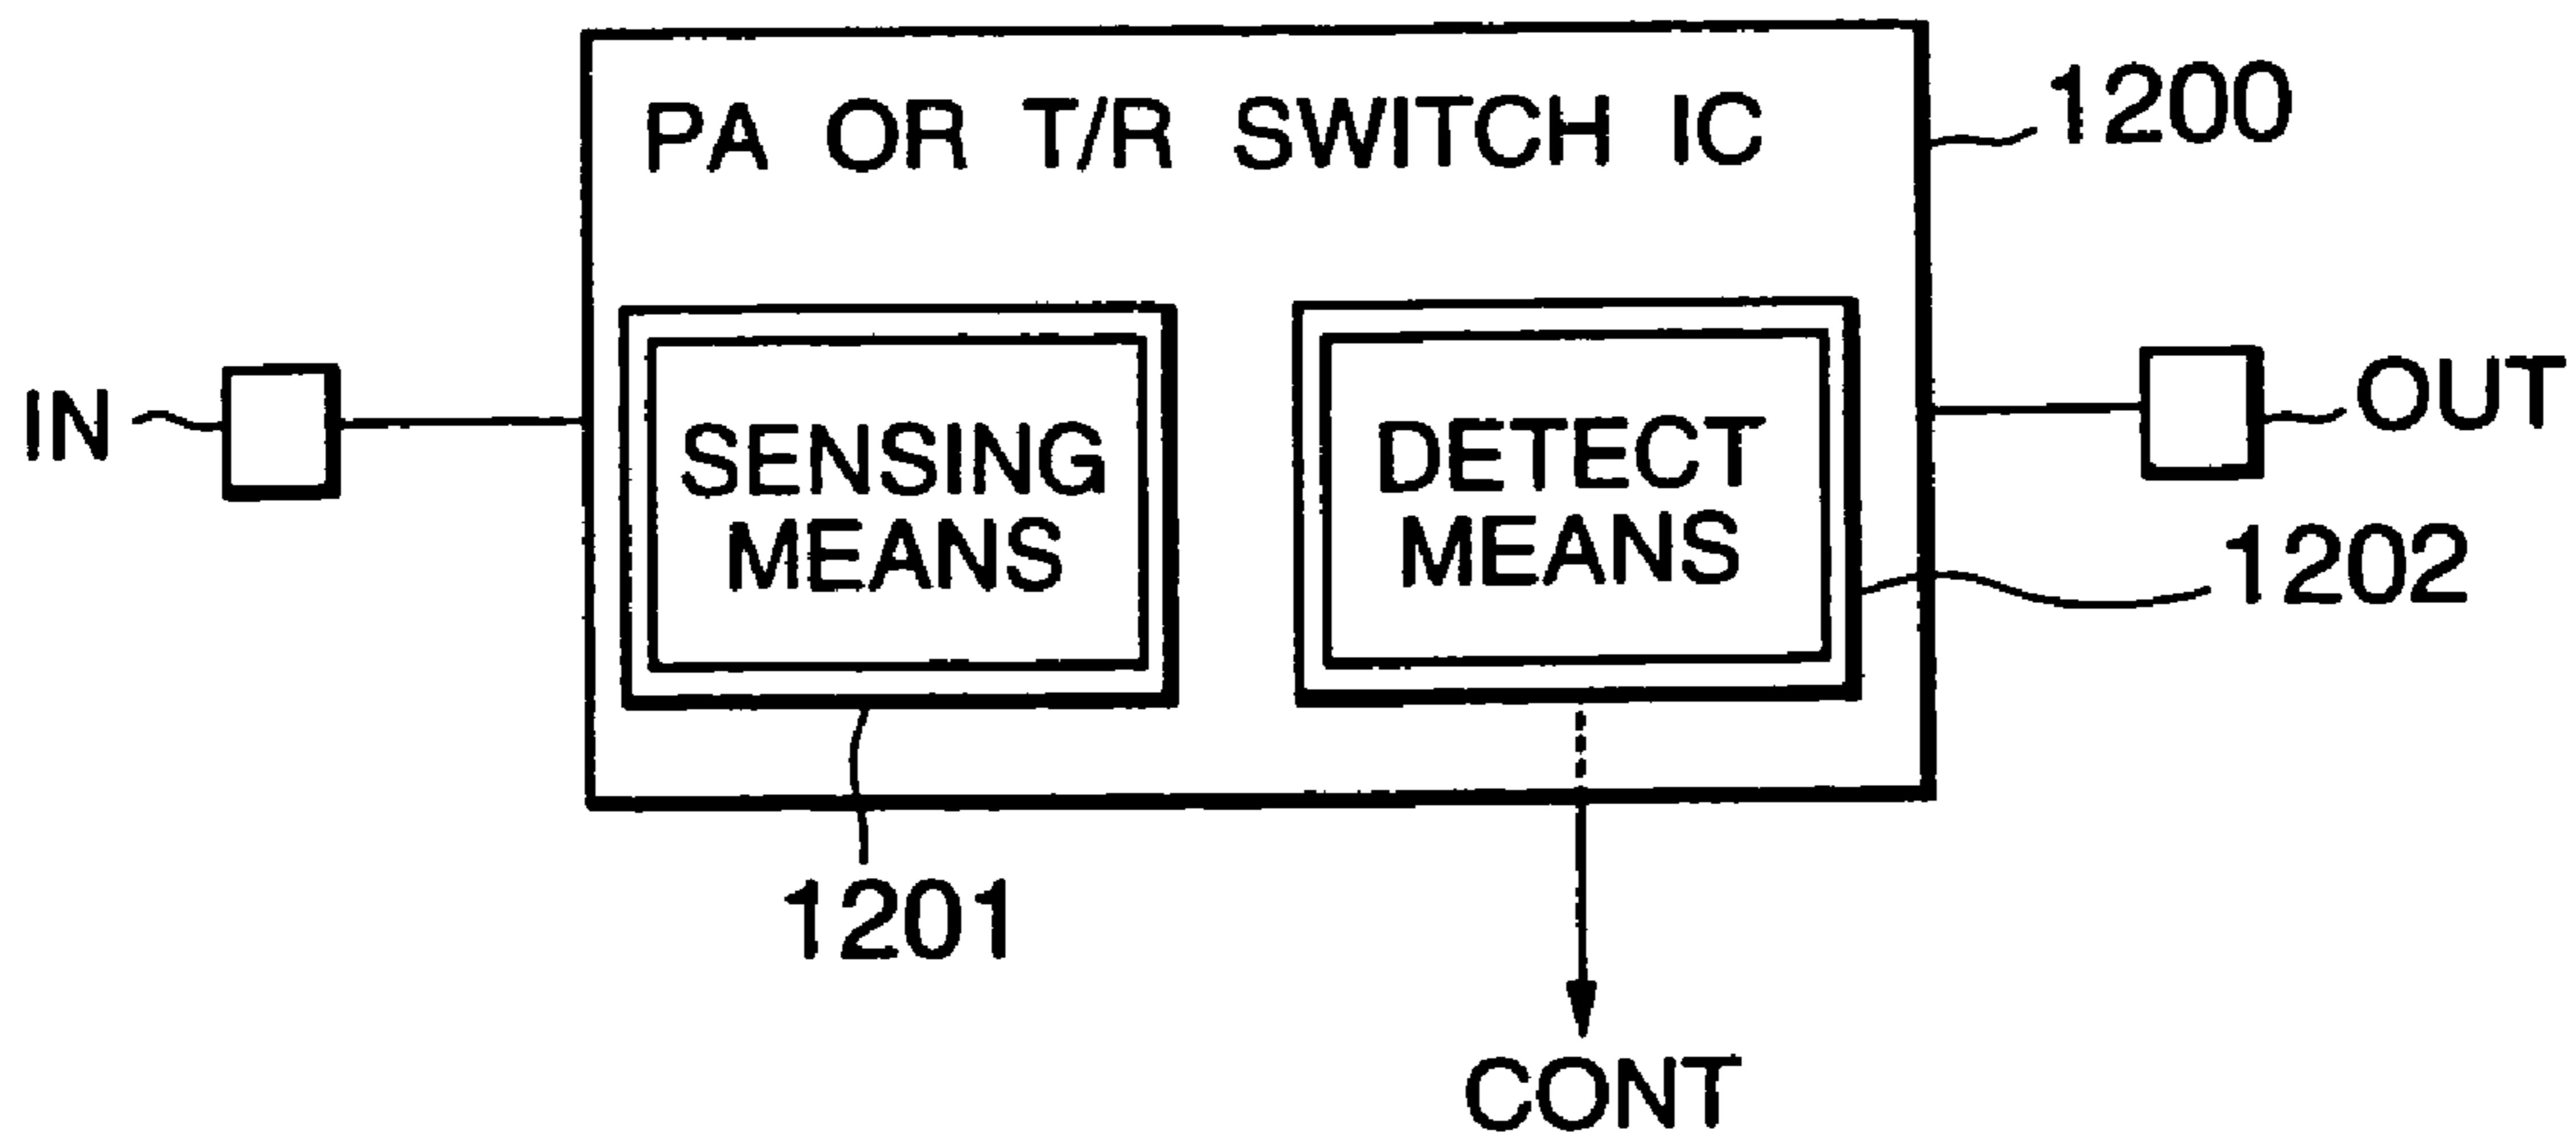 PA OR T/R SWITCH IC
1200
IN
SENSING
MEANS
DETECT
MEANS
OUT
1202
1201
CONT